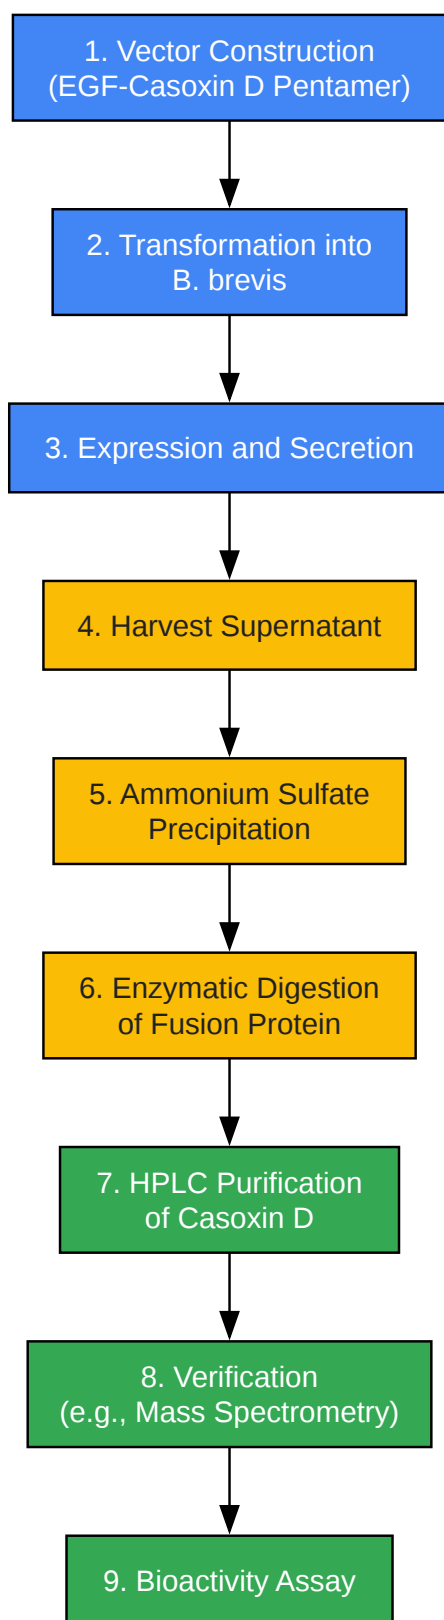 1. Vector Construction
(EGF-Casoxin D Pentamer)
2. Transformation into
B. brevis
3. Expression and Secretion
4. Harvest Supernatant
5. Ammonium Sulfate
Precipitation
6. Enzymatic Digestion
of Fusion Protein
7. HPLC Purification
of Casoxin D
8. Verification
(e.g., Mass Spectrometry)
9. Bioactivity Assay